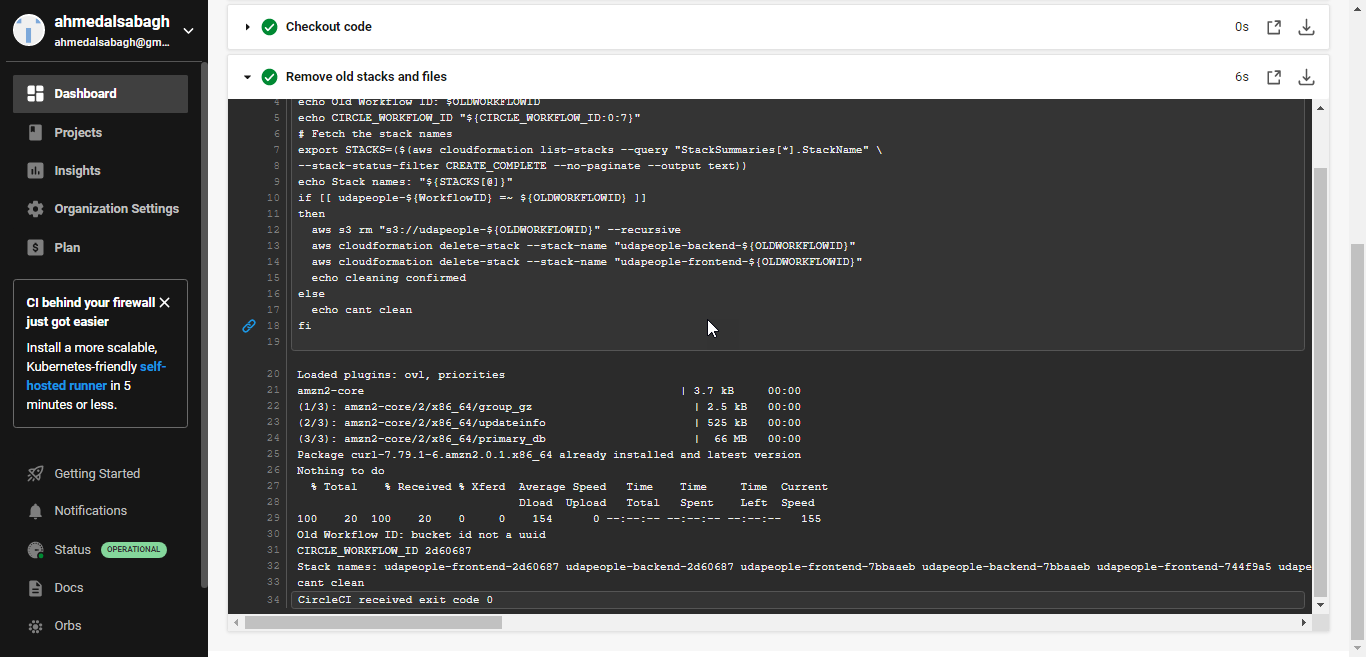 ahmedalsabagh
ahmedalsabagh@gm...
Dashboard
Projects
Insights
Organization Settings
Plan
CI behind your firewall
just got easier
Install a more scalable,
Kubernetes-friendly self-
hosted runner in 5
minutes or less.
Getting Started
Notifications
Status OPERATIONAL
Docs
Orbs
Checkout code 0s
Remove old stacks and files 6s
4 echo Old Workflow ID: $OLDWORKFLOWID
5 echo CIRCLE_WORKFLOW_ID "${CIRCLE_WORKFLOW_ID:0:7}"
6 # Fetch the stack names
7 export STACKS=($(aws cloudformation list-stacks --query "StackSummaries[*].StackName" \
8 --stack-status-filter CREATE_COMPLETE --no-paginate --output text))
9 echo Stack names: "${STACKS[@]}"
10 if [[ udapeople-${WorkflowID} =~ ${OLDWORKFLOWID} ]]
11 then
12 aws s3 rm "s3://udapeople-${OLDWORKFLOWID}" --recursive
13 aws cloudformation delete-stack --stack-name "udapeople-backend-${OLDWORKFLOWID}"
14 aws cloudformation delete-stack --stack-name "udapeople-frontend-${OLDWORKFLOWID}"
15 echo cleaning confirmed
16 else
17 echo cant clean
18 fi
19
20 Loaded plugins: ovl, priorities
21 amzn2-core | 3.7 kB 00:00
22 (1/3): amzn2-core/2/x86_64/group_gz | 2.5 kB 00:00
23 (2/3): amzn2-core/2/x86_64/updateinfo | 525 kB 00:00
24 (3/3): amzn2-core/2/x86_64/primary_db | 66 MB 00:00
25 Package curl-7.79.1-6.amzn2.0.1.x86_64 already installed and latest version
26 Nothing to do
27 % Total % Received % Xferd Average Speed Time Time Time Current
28 Dload Upload Total Spent Left Speed
29 100 20 100 20 0 0 154 0 --:--:-- --:--:-- --:--:-- 155
30 Old Workflow ID: bucket id not a uuid
31 CIRCLE_WORKFLOW_ID 2d60687
32 Stack names: udapeople-frontend-2d60687 udapeople-backend-2d60687 udapeople-frontend-7bbaaeb udapeople-backend-7bbaaeb udapeople-frontend-744f9a5 udape
33 cant clean
34 CircleCI received exit code 0